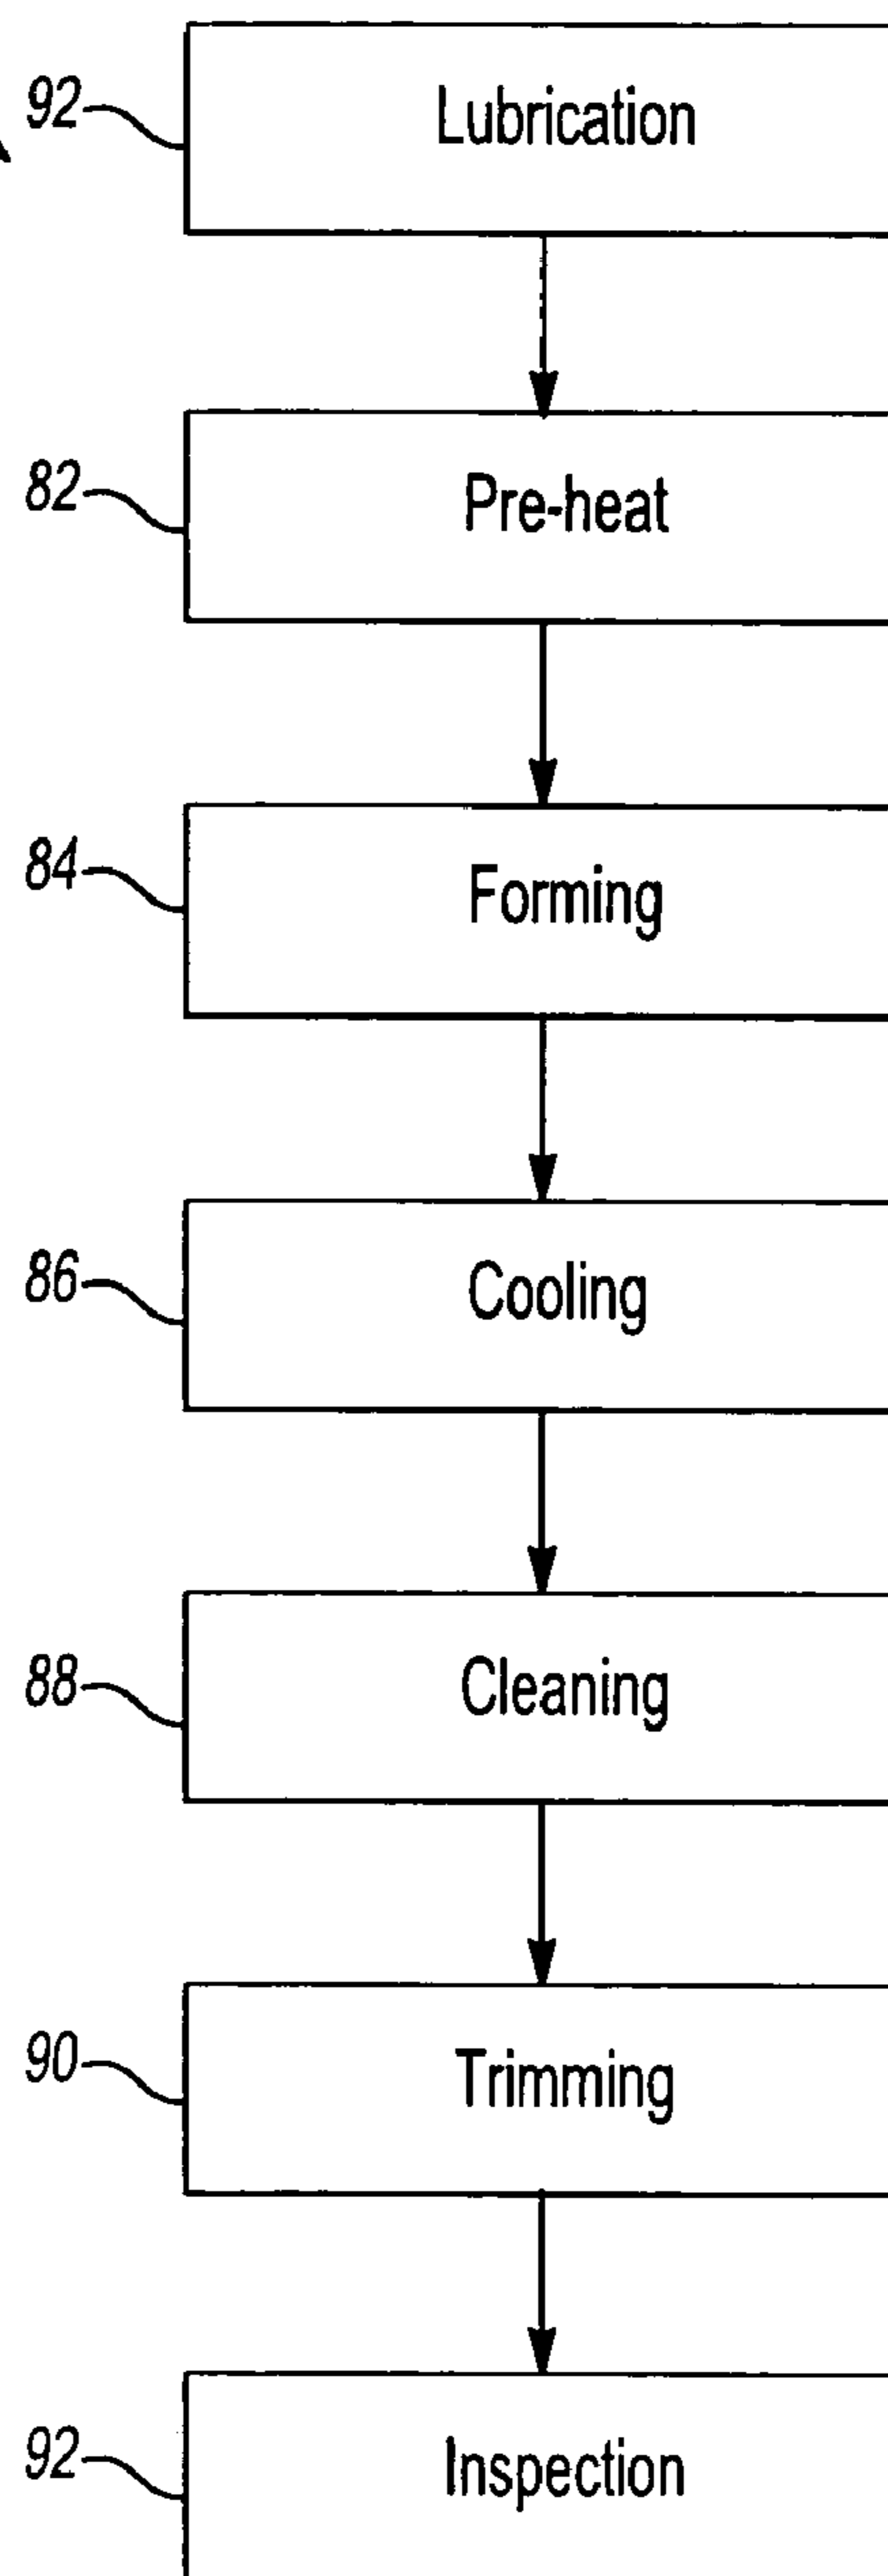 92 Lubrication
82 Pre-heat
84 Forming
86 Cooling
88 Cleaning
90 Trimming
92 Inspection